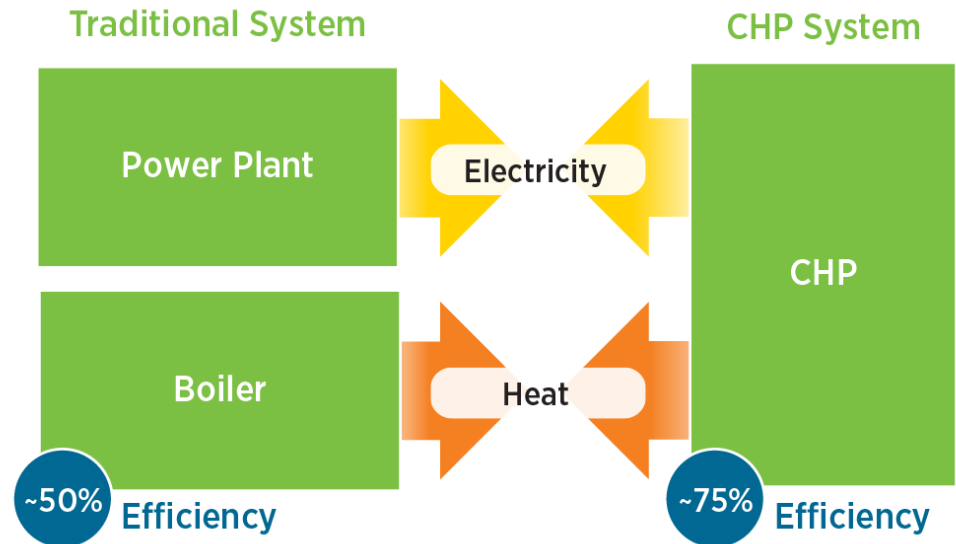 Traditional System
CHP System
Power Plant
Electricity
CHP
Boiler
Heat
~50%
Efficiency
~75%
Efficiency